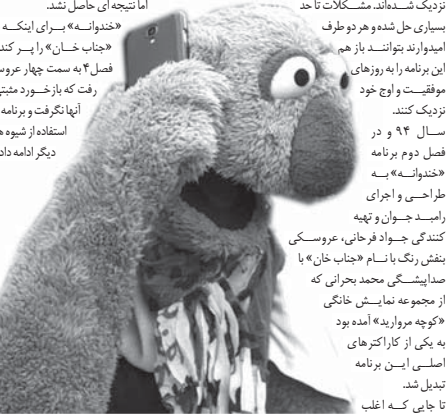 نزدیک شده‌اند، مشکلات تا حد
بسیاری حل شده و هر دو طرف
امیدوارند بتوانند باز هم
این برنامه را به روزهای
موفقیت و اوج خود
نزدیک کنند.
سال ۹۴ و در
فصل دوم برنامه
«خندوانه» به
طراحی و اجرای
رامبد جوان و تهیه
کنندگی جواد فرحانی، عروسکی
بنفش رنگ با نام «جناب خان» با
صداپیشگی محمد بحرانی که
از مجموعه نمایش خانگی
«کوچه مروارید» آمده بود
به یکی از کاراکترهای
اصلی این برنامه
تبدیل شد.
تا جایی که اغلب
اما نتیجه ای حاصل نشد.
«خندوانه» برای اینکه
«جناب خان» را پر کند
فصل ۴ به سمت چهار
رفت که بازخورد
آنها نگرفت و برنامه
استفاده از شیوه
دیگر ادامه داد